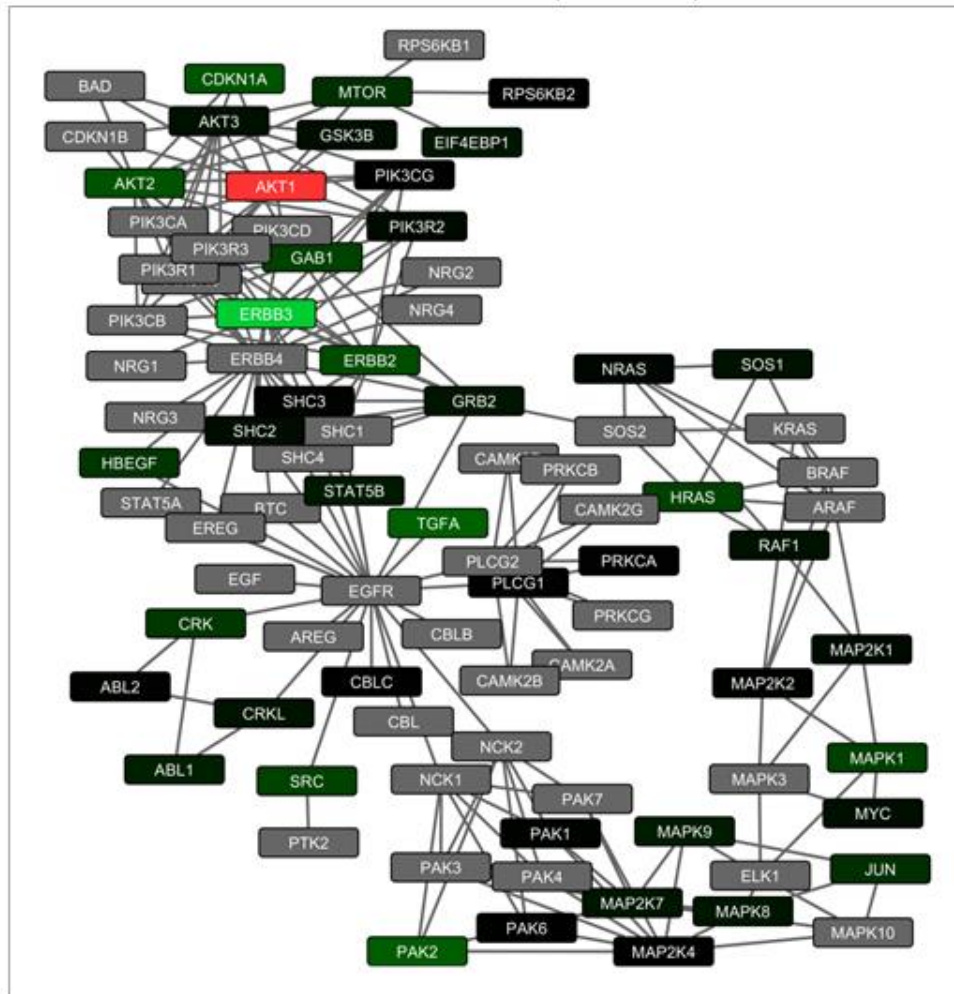 RPS6KB1
BAD
CDKN1A
MTOR
RPS6KB2
AKT3
CDKN1B
GSK3B
EIF4EBP1
AKT2
AKT1
PIK3CG
PIK3CA
PIK3CD
PIK3R2
PIK3R3
GAB1
PIK3R1
NRG2
PIK3CB
ERBB3
NRG4
NRG1
ERBB4
ERBB2
NRAS
SOS1
SHC3
GRB2
NRG3
SHC2
SHC1
SOS2
KRAS
HBEGF
SHC4
PRKCB
BRAF
STAT5A
BTC
STAT5B
CAMK2G
HRAS
ARAF
EREG
TGFA
RAF1
EGF
EGFR
PLCG2
PLCG1
PRKCA
CRK
AREG
CBLB
PRKCG
ABL2
CBLC
CAMK2B
CAMK2A
MAP2K1
MAP2K2
CRKL
CBL
ABL1
SRC
NCK2
NCK1
MAPK3
MAPK1
PAK7
MYC
PTK2
PAK1
MAPK9
PAK3
PAK4
ELK1
JUN
MAP2K7
MAPK8
PAK2
PAK6
MAP2K4
MAPK10